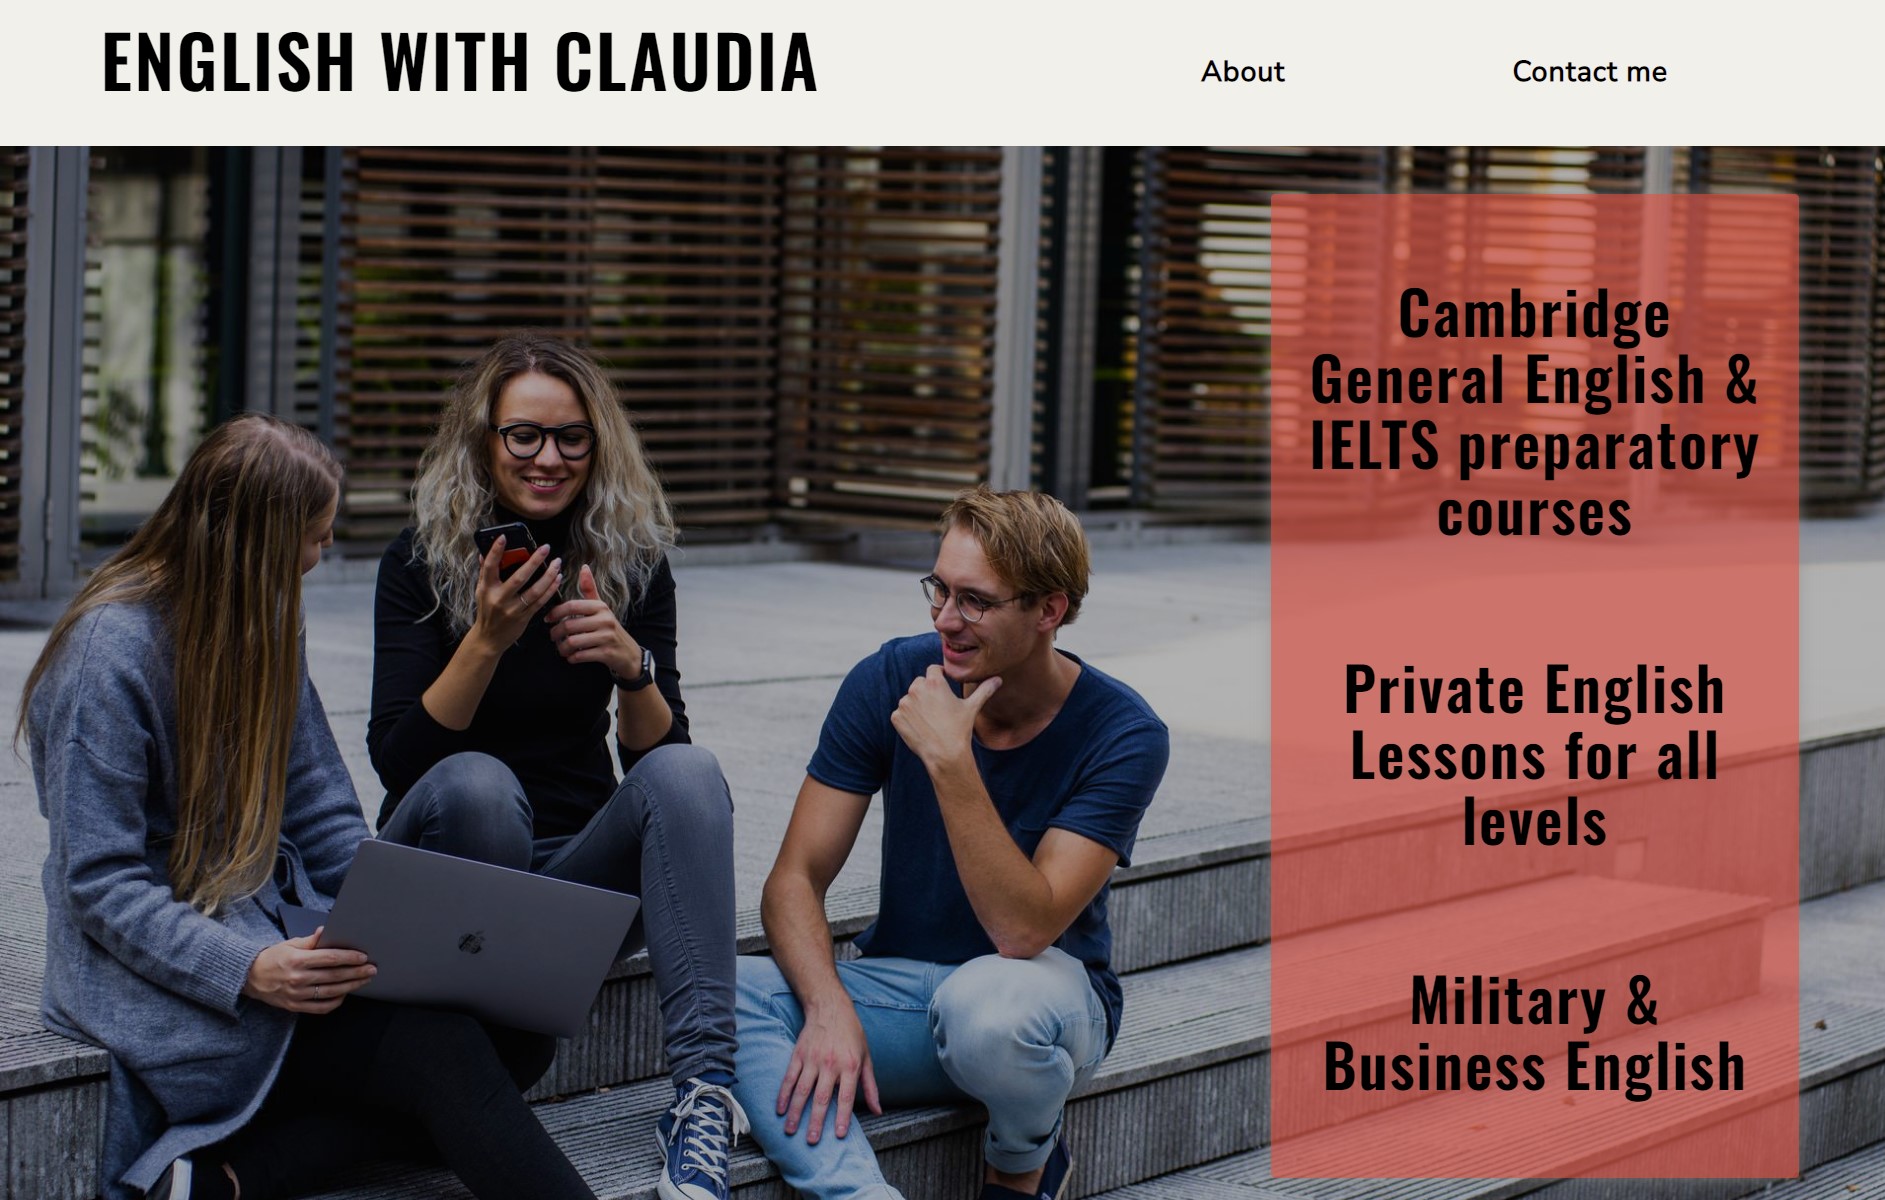 ENGLISH WITH CLAUDIA
About
Contact me
Cambridge
General English &
IELTS preparatory
courses
Private English
Lessons for all
levels
Military &
Business English